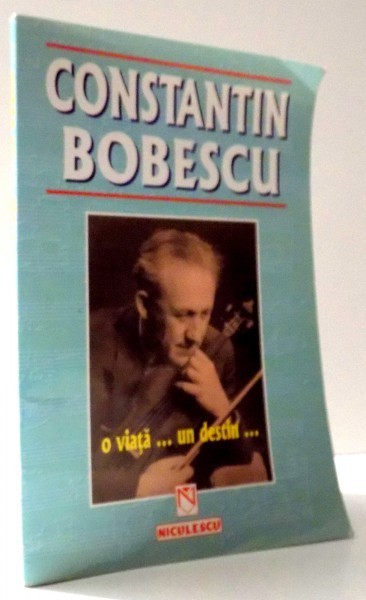 CONSTANTIN
BOBESCU
o viață ... un destin ...
N
NICULESCU